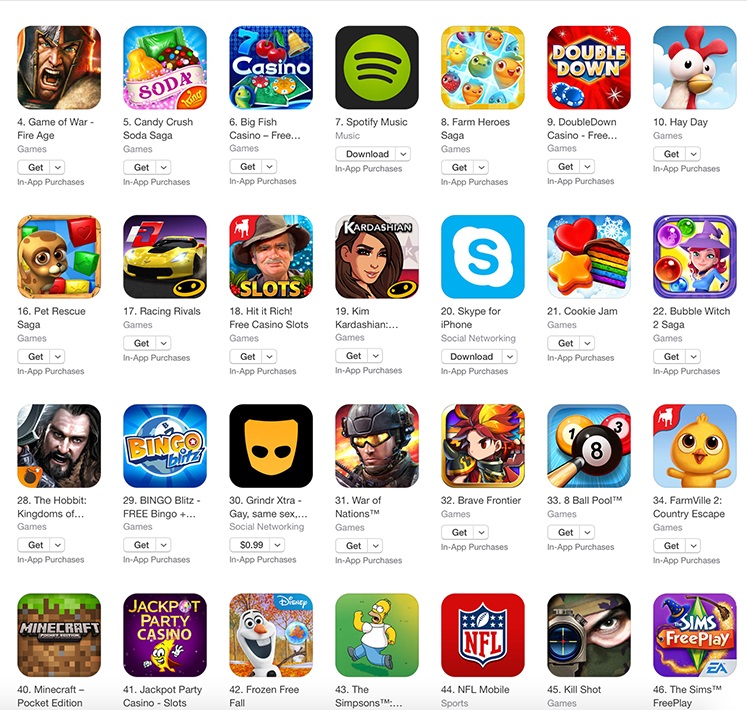 SODA
King
7
Casino
DOUBLE
DOWN
4. Game of War -
Fire Age
Games
Get
In-App Purchases
5. Candy Crush
Soda Saga
Games
Get
In-App Purchases
6. Big Fish
Casino – Free...
Games
Get
In-App Purchases
7. Spotify Music
Music
Download
In-App Purchases
8. Farm Heroes
Saga
Games
Get
In-App Purchases
9. DoubleDown
Casino - Free...
Games
Get
In-App Purchases
10. Hay Day
Games
Get
In-App Purchases
R
SLOTS
KARDASHIAN
S
16. Pet Rescue
Saga
Games
Get
In-App Purchases
17. Racing Rivals
Games
Get
In-App Purchases
18. Hit it Rich!
Free Casino Slots
Games
Get
In-App Purchases
19. Kim
Kardashian:...
Games
Get
In-App Purchases
20. Skype for
iPhone
Social Networking
Download
In-App Purchases
21. Cookie Jam
Games
Get
In-App Purchases
22. Bubble Witch
2 Saga
Games
Get
In-App Purchases
BINGO
blitz
1
3
8
28. The Hobbit:
Kingdoms of...
Games
Get
In-App Purchases
29. BINGO Blitz -
FREE Bingo +...
Games
Get
In-App Purchases
30. Grindr Xtra -
Gay, same sex,...
Social Networking
$0.99
In-App Purchases
31. War of
Nations™
Games
Get
In-App Purchases
32. Brave Frontier
Games
Get
In-App Purchases
33. 8 Ball Pool™
Games
Get
In-App Purchases
34. FarmVille 2:
Country Escape
Games
Get
In-App Purchases
MINECRAFT
POCKET EDITION
JACKPOT
PARTY
CASINO
Disney
NFL
The SIMS
FreePlay
EA
40. Minecraft –
Pocket Edition
41. Jackpot Party
Casino - Slots
42. Frozen Free
Fall
43. The
Simpsons™:...
44. NFL Mobile
Sports
45. Kill Shot
Games
46. The Sims™
FreePlay